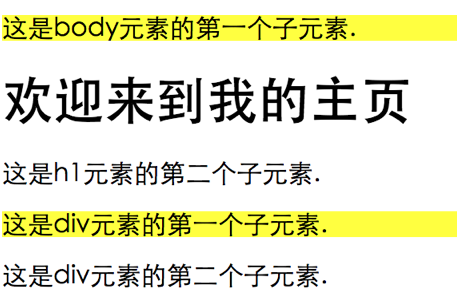 这是body元素的第一个子元素.
欢迎来到我的主页
这是h1元素的第二个子元素.
这是div元素的第一个子元素.
这是div元素的第二个子元素.